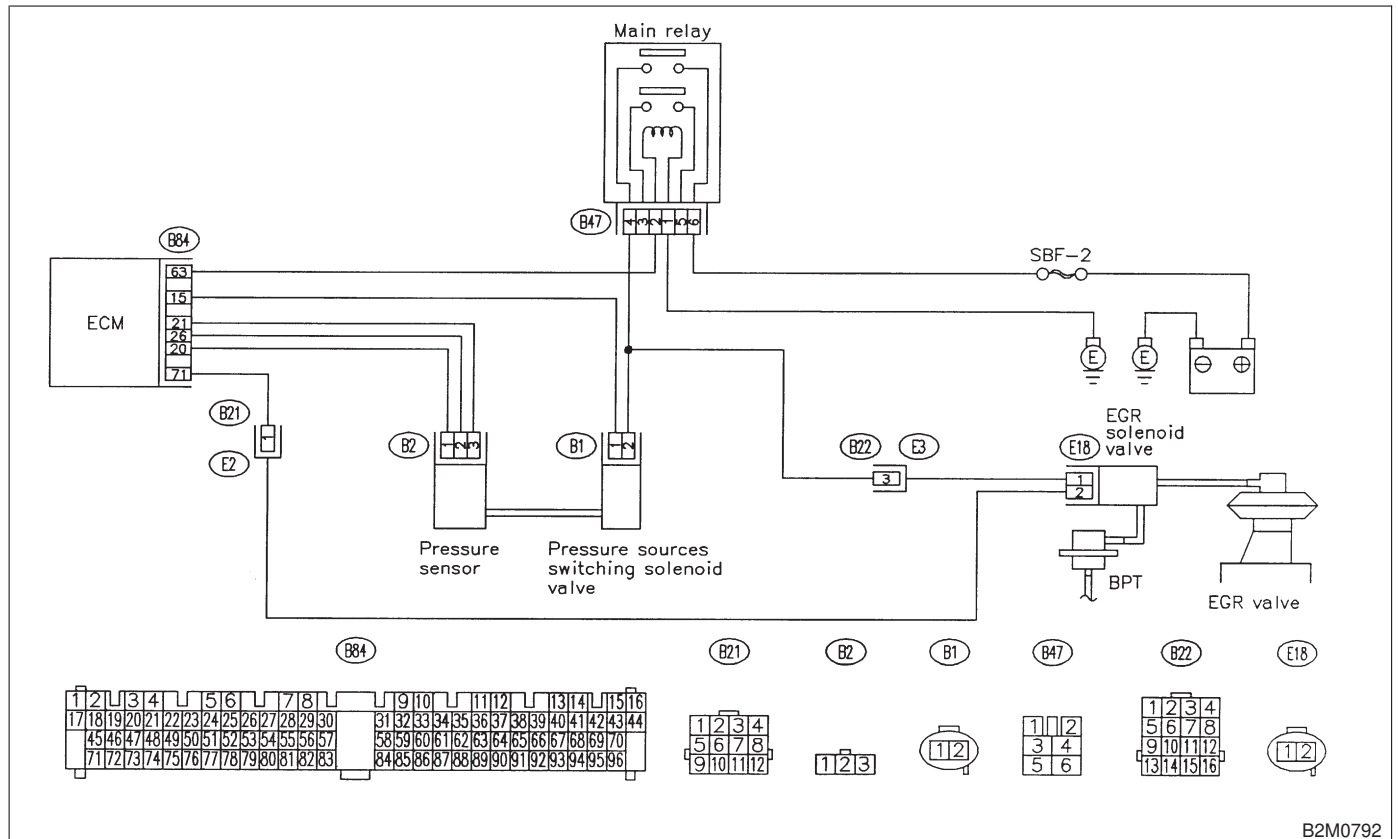 Main relay
B47
4 3 2 1 5 6
B84
SBF-2
63
15
ECM
21
26
20
71
E
E
⊖ ⊕
B21
1
E2
B2
1 2 3
B1
1 2
B22
E3
3
E18
1
2
EGR
solenoid
valve
Pressure
sensor
Pressure sources
switching solenoid
valve
BPT
EGR valve
B84
B21
B2
B1
B47
B22
E18
1 2 3 4 5 6 7 8 9 10 11 12 13 14 15 16
17 18 19 20 21 22 23 24 25 26 27 28 29 30 31 32 33 34 35 36 37 38 39 40 41 42 43 44
45 46 47 48 49 50 51 52 53 54 55 56 57 58 59 60 61 62 63 64 65 66 67 68 69 70
71 72 73 74 75 76 77 78 79 80 81 82 83 84 85 86 87 88 89 90 91 92 93 94 95 96
1 2 3 4
5 6 7 8
9 10 11 12
1 2 3
1 2
1 2
3 4
5 6
1 2 3 4
5 6 7 8
9 10 11 12
13 14 15 16
1 2
B2M0792